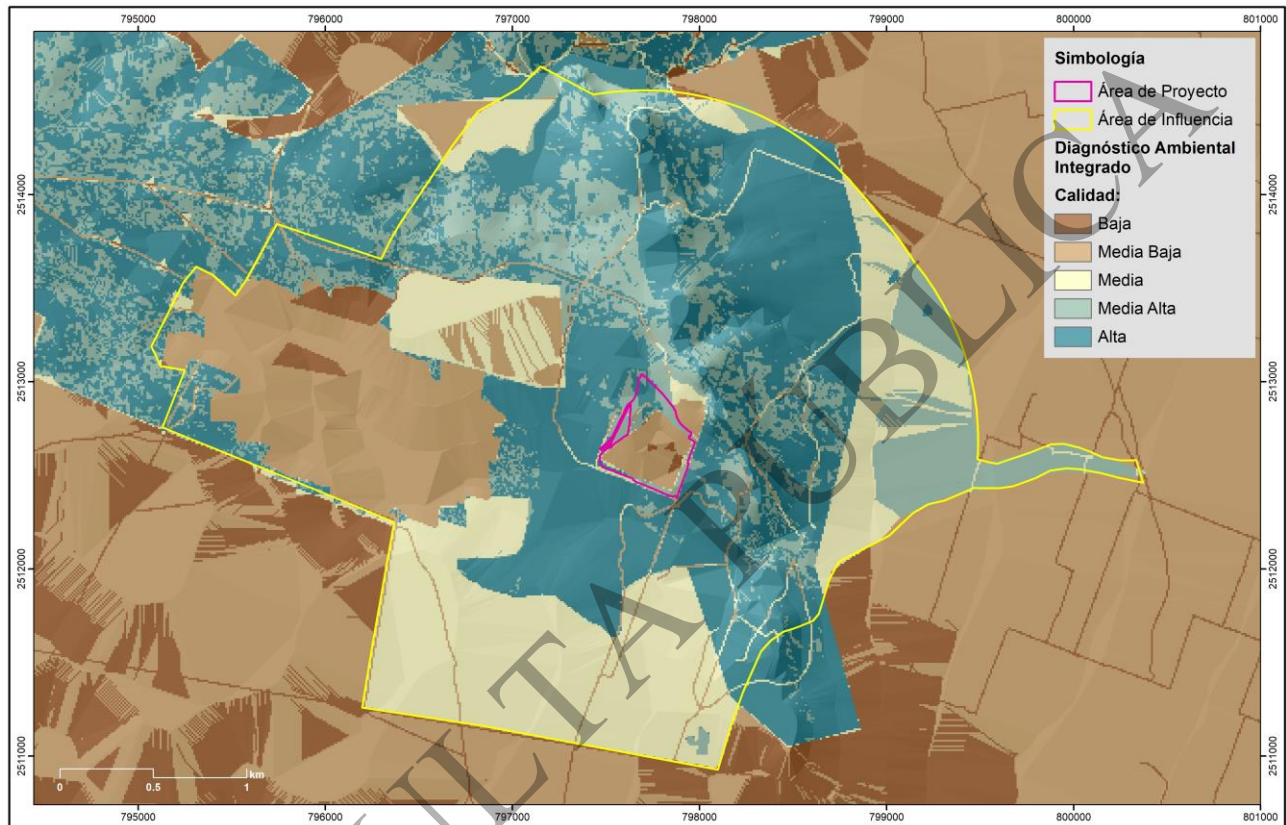 795000 796000 797000 798000 799000 800000 801000
2514000
2513000
2512000
2511000
Simbología
Área de Proyecto
Área de Influencia
Diagnóstico Ambiental
Integrado
Calidad:
Baja
Media Baja
Media
Media Alta
Alta
2514000
2513000
2512000
2511000
km
0 0.5 1
795000 796000 797000 798000 799000 800000 801000
ULTA PUBLICA